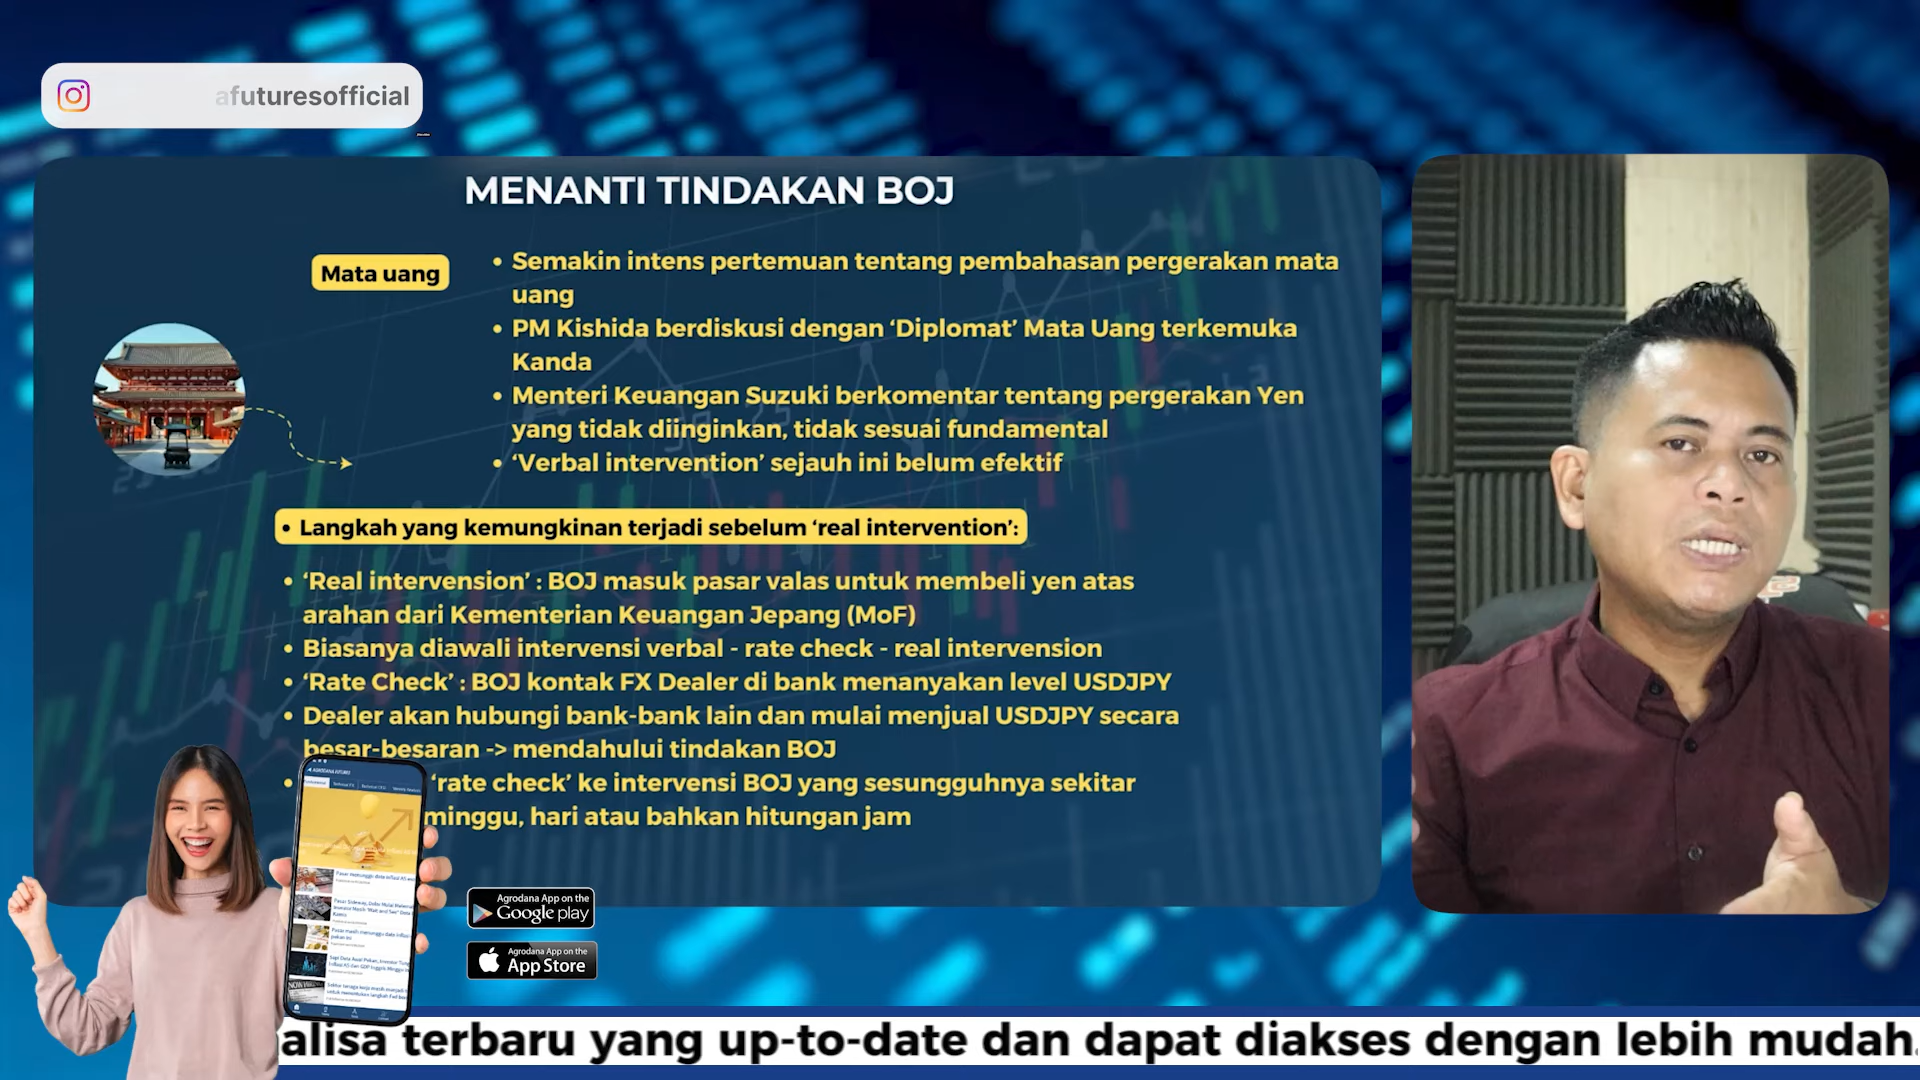 afuturesofficial
MENANTI TINDAKAN BOJ
Mata uang
• Semakin intens pertemuan tentang pembahasan pergerakan mata
uang
• PM Kishida berdiskusi dengan ‘Diplomat’ Mata Uang terkemuka
Kanda
• Menteri Keuangan Suzuki berkomentar tentang pergerakan Yen
yang tidak diinginkan, tidak sesuai fundamental
• ‘Verbal intervention’ sejauh ini belum efektif
• Langkah yang kemungkinan terjadi sebelum ‘real intervention’:
• ‘Real intervension’ : BOJ masuk pasar valas untuk membeli yen atas
arahan dari Kementerian Keuangan Jepang (MoF)
• Biasanya diawali intervensi verbal - rate check - real intervension
• ‘Rate Check’ : BOJ kontak FX Dealer di bank menanyakan level USDJPY
• Dealer akan hubungi bank-bank lain dan mulai menjual USDJPY secara
besar-besaran -> mendahului tindakan BOJ
• ‘rate check’ ke intervensi BOJ yang sesungguhnya sekitar
minggu, hari atau bahkan hitungan jam
Agrodana App on the
Google play
Agrodana App on the
App Store
alisa terbaru yang up-to-date dan dapat diakses dengan lebih mudah.